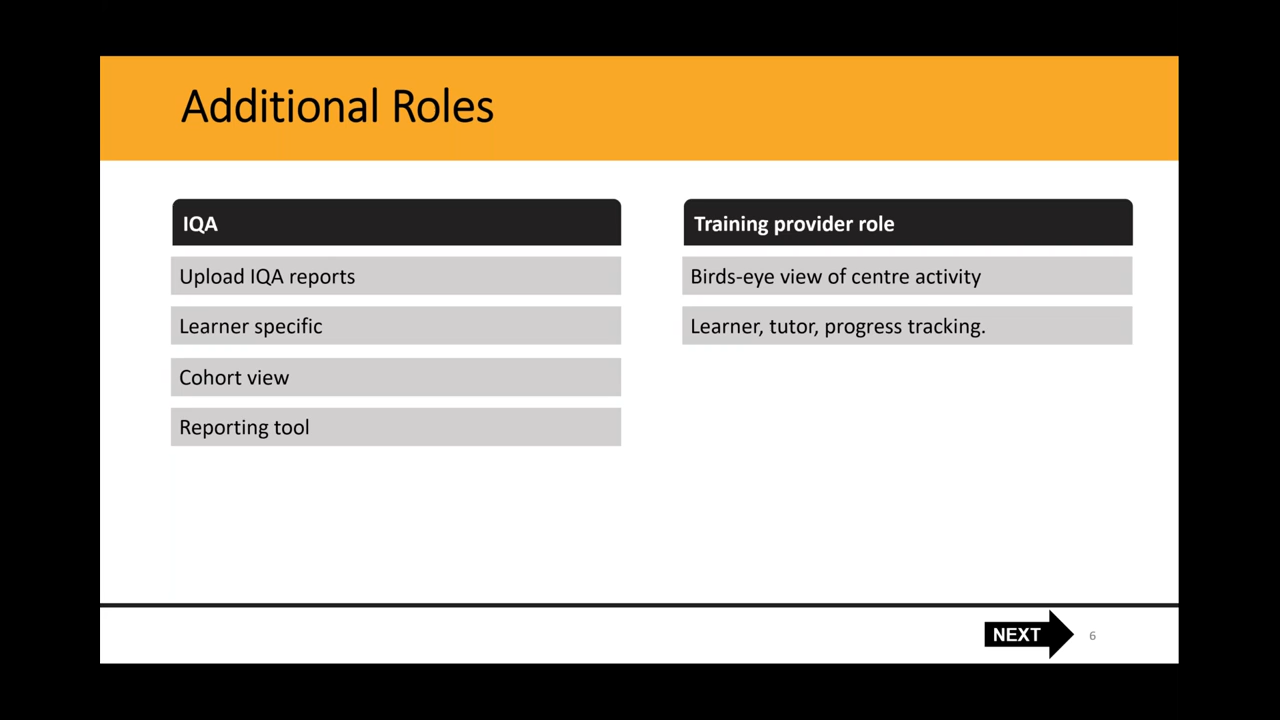 Additional Roles
IQA
Upload IQA reports
Learner specific
Cohort view
Reporting tool
Training provider role
Birds-eye view of centre activity
Learner, tutor, progress tracking.
NEXT
6